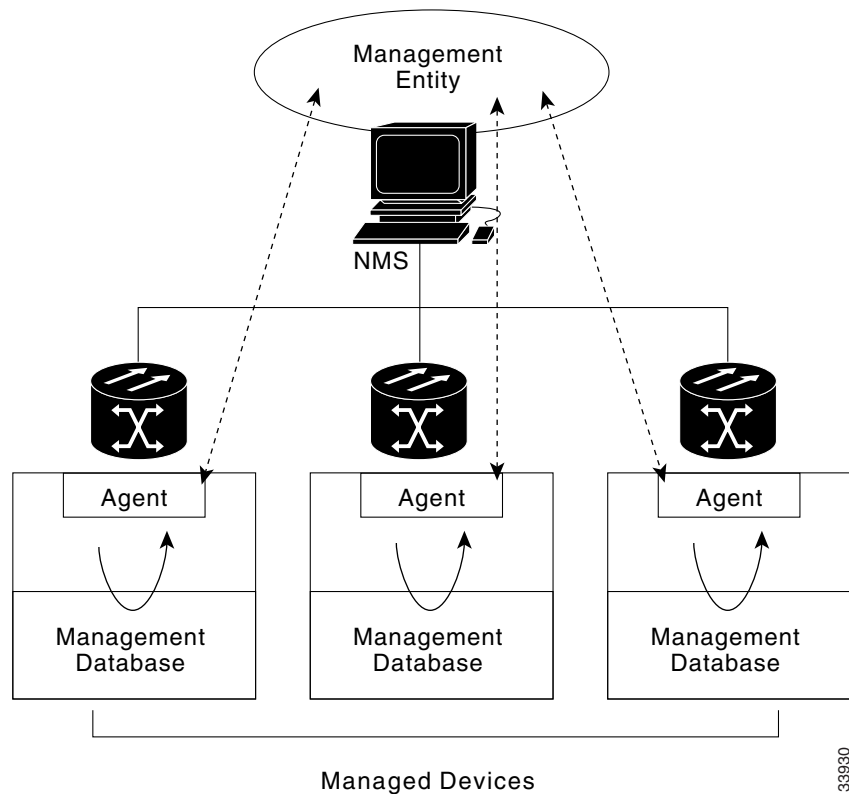 Management
Entity
NMS
Agent
Agent
Agent
Management
Database
Management
Database
Management
Database
Managed Devices
33930